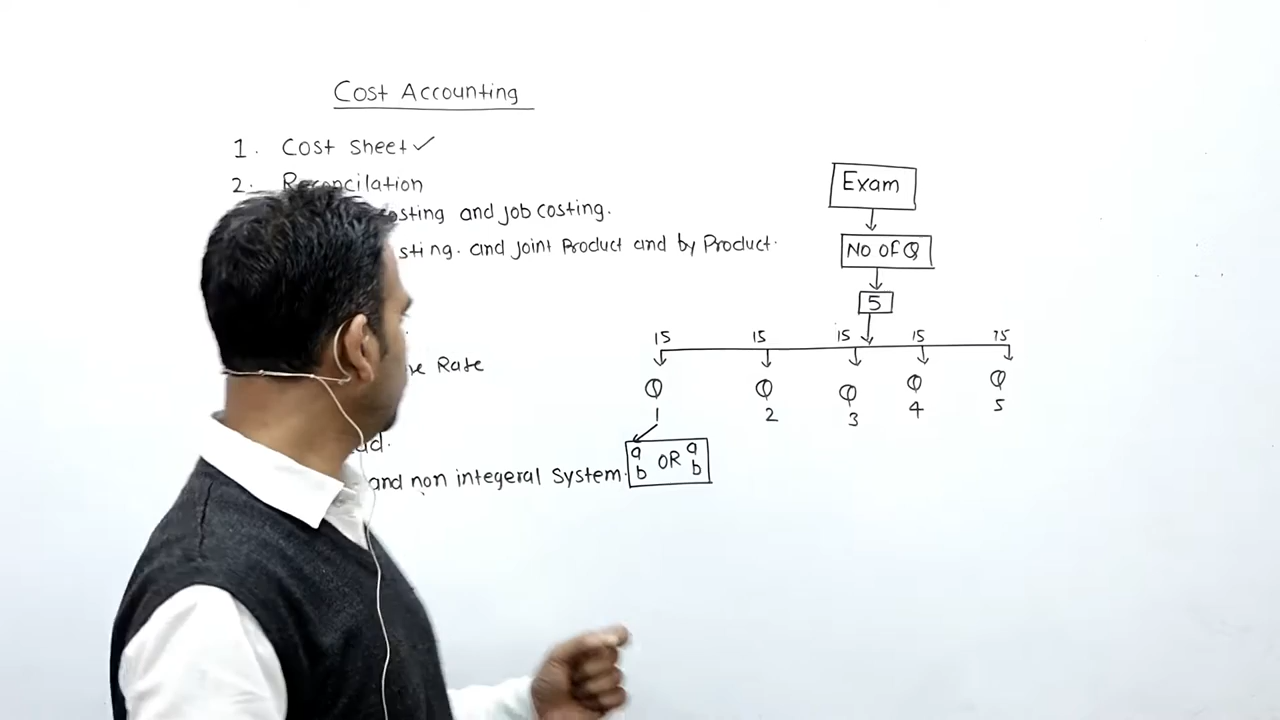 Cost Accounting
1. Cost Sheet ✓
2. Reconcilation
costing and job costing.
and Joint Product and by Product.
Rate
and non integeral System.
Exam
NO OF Q
5
15 15 15 15 15
Q Q Q Q Q
1 2 3 4 5
a OR a
b b